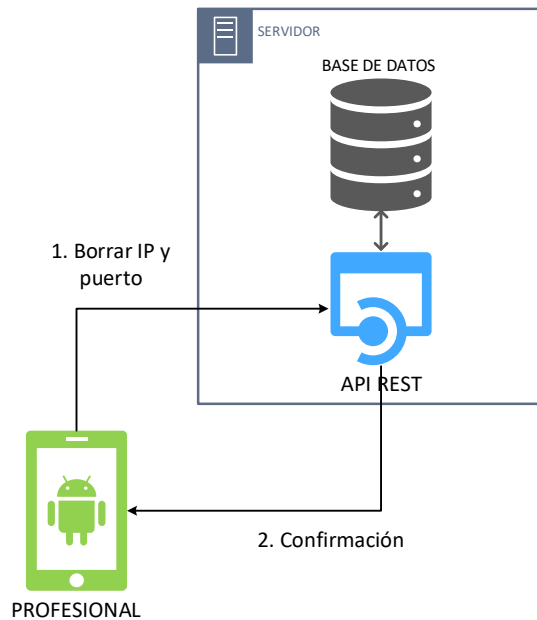 SERVIDOR
BASE DE DATOS
1. Borrar IP y
puerto
API REST
2. Confirmación
PROFESIONAL